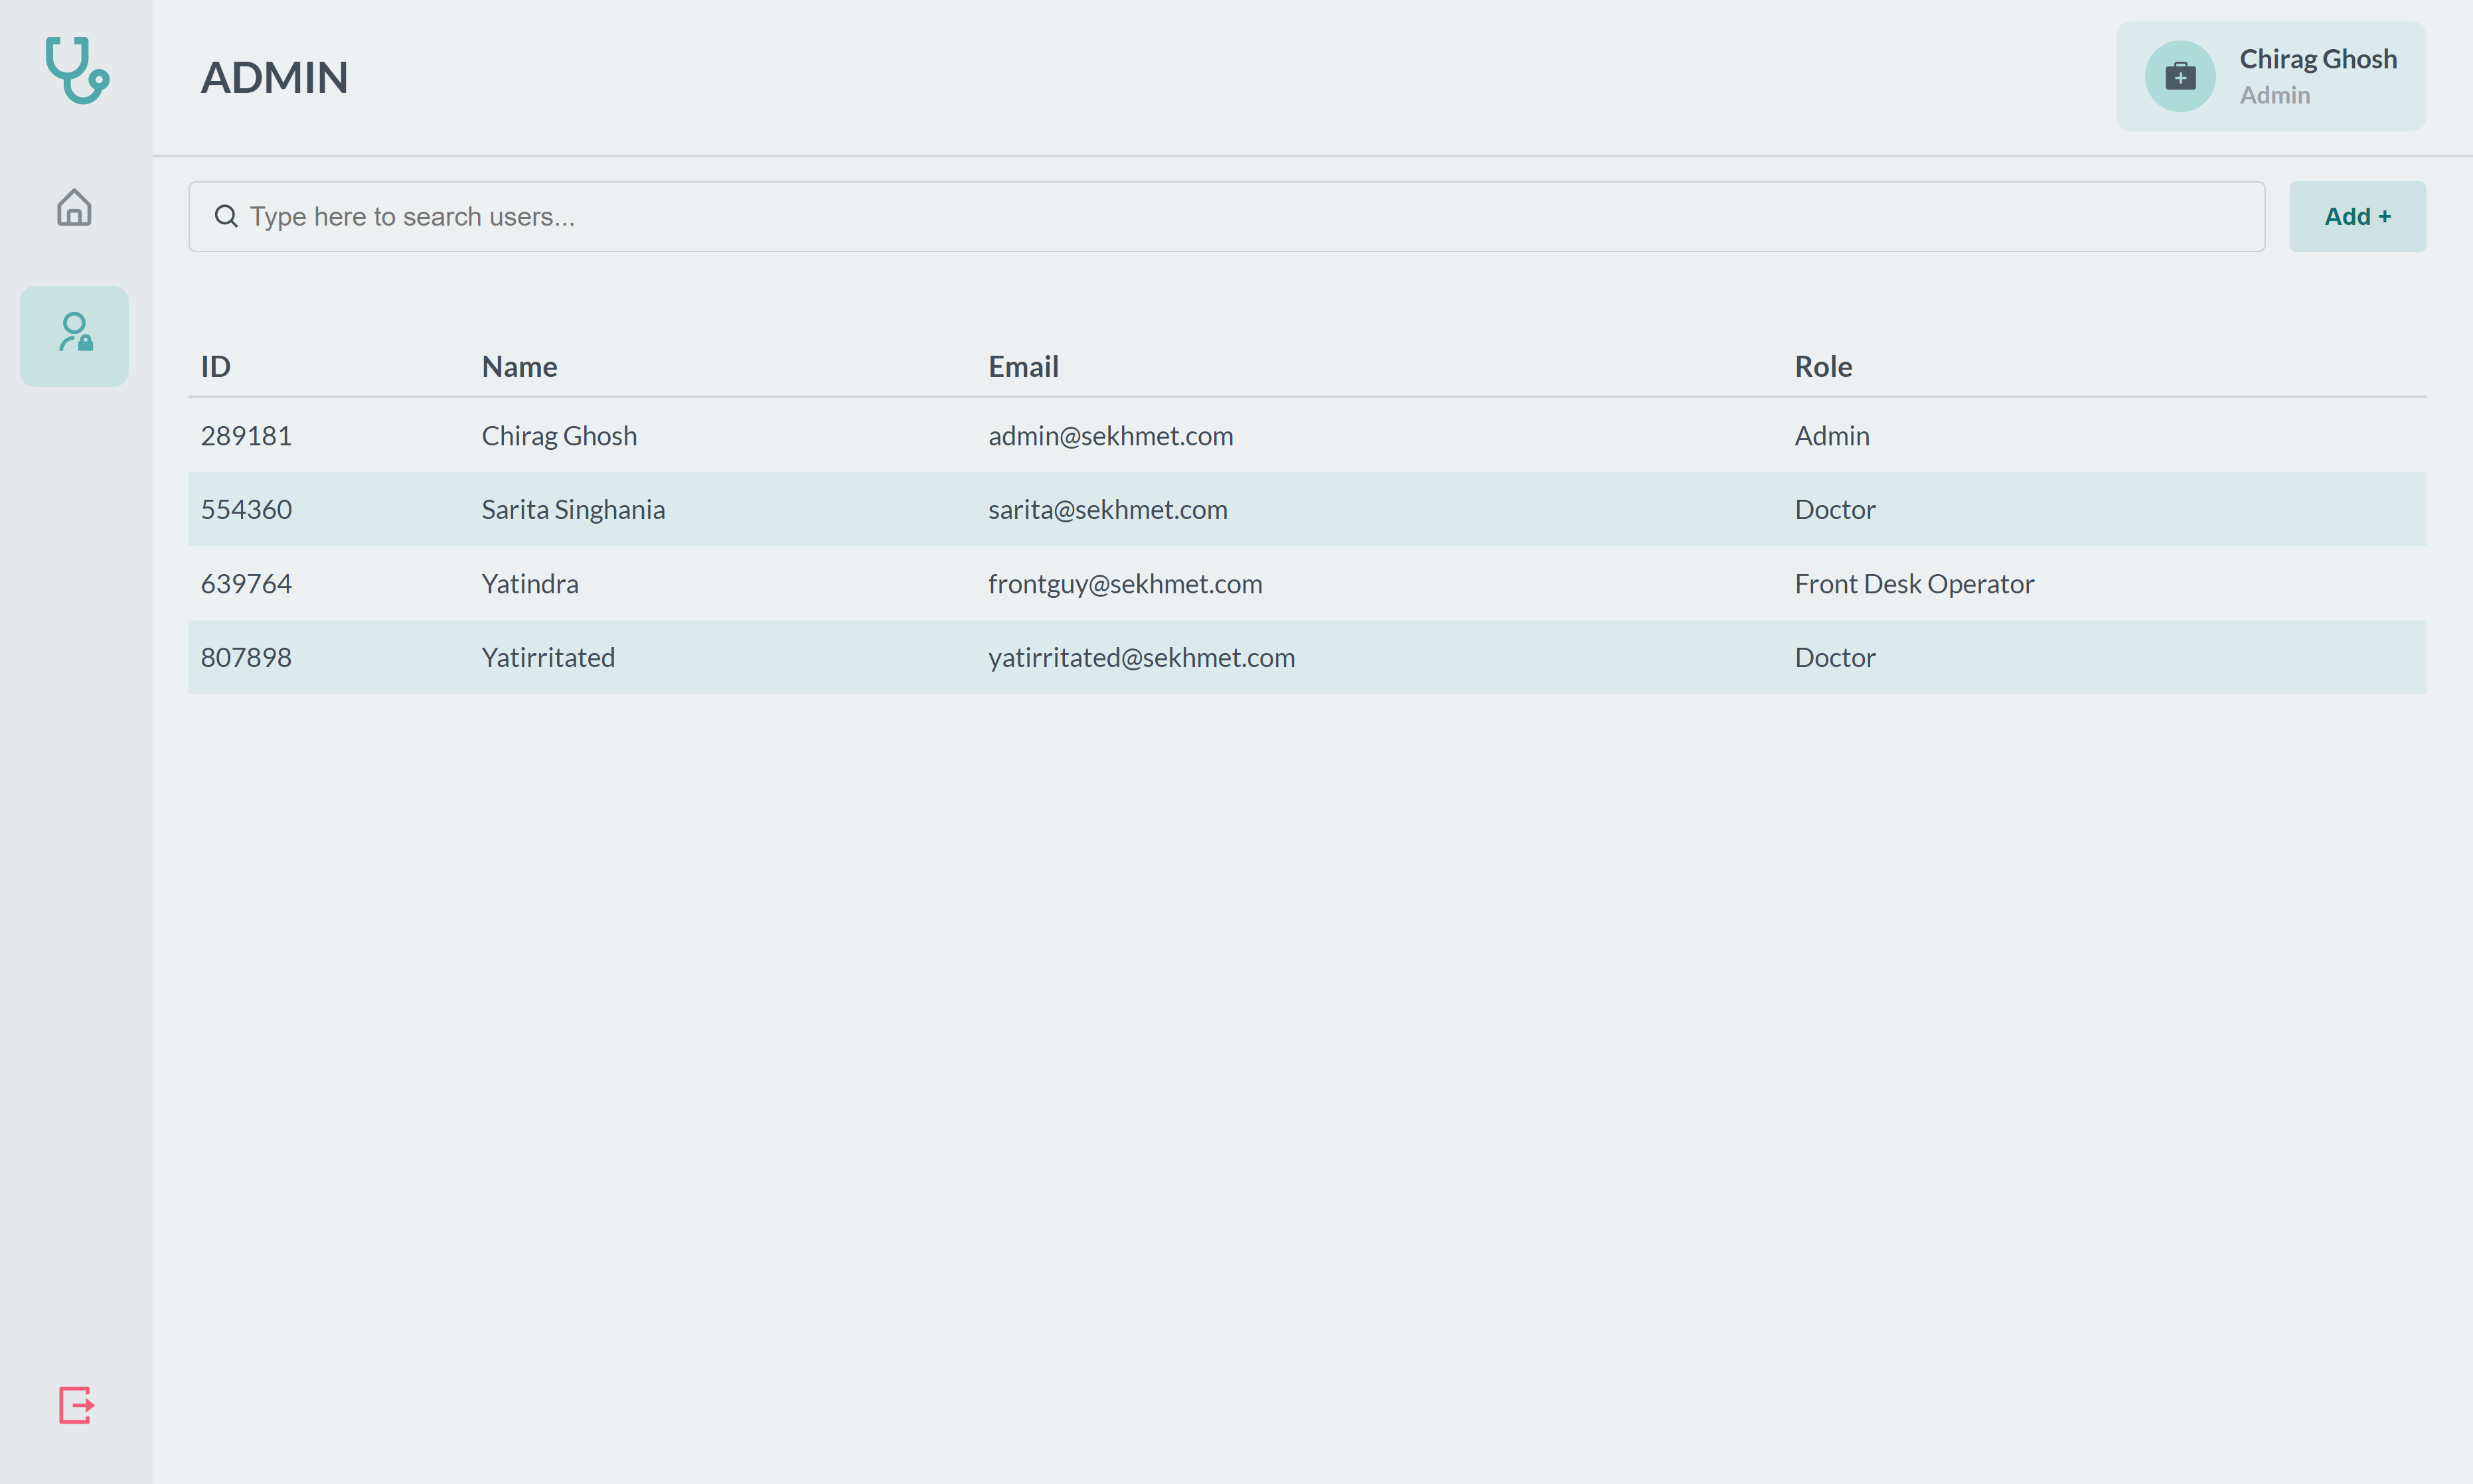 ADMIN
Chirag Ghosh
Admin
Type here to search users...
Add +
ID Name Email Role
289181 Chirag Ghosh admin@sekhmet.com Admin
554360 Sarita Singhania sarita@sekhmet.com Doctor
639764 Yatindra frontguy@sekhmet.com Front Desk Operator
807898 Yatirritated yatirritated@sekhmet.com Doctor